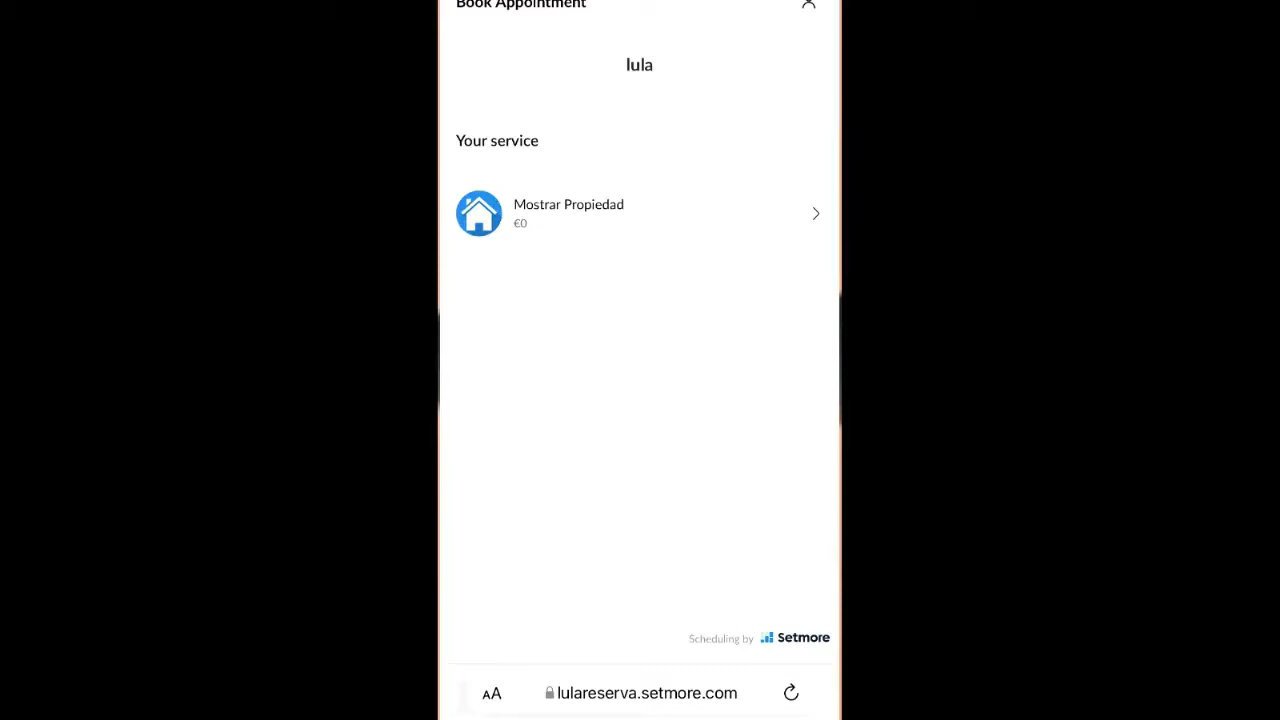 Book Appointment
lula
Your service
Mostrar Propiedad
€0
Scheduling by Setmore
AA lulareserva.setmore.com